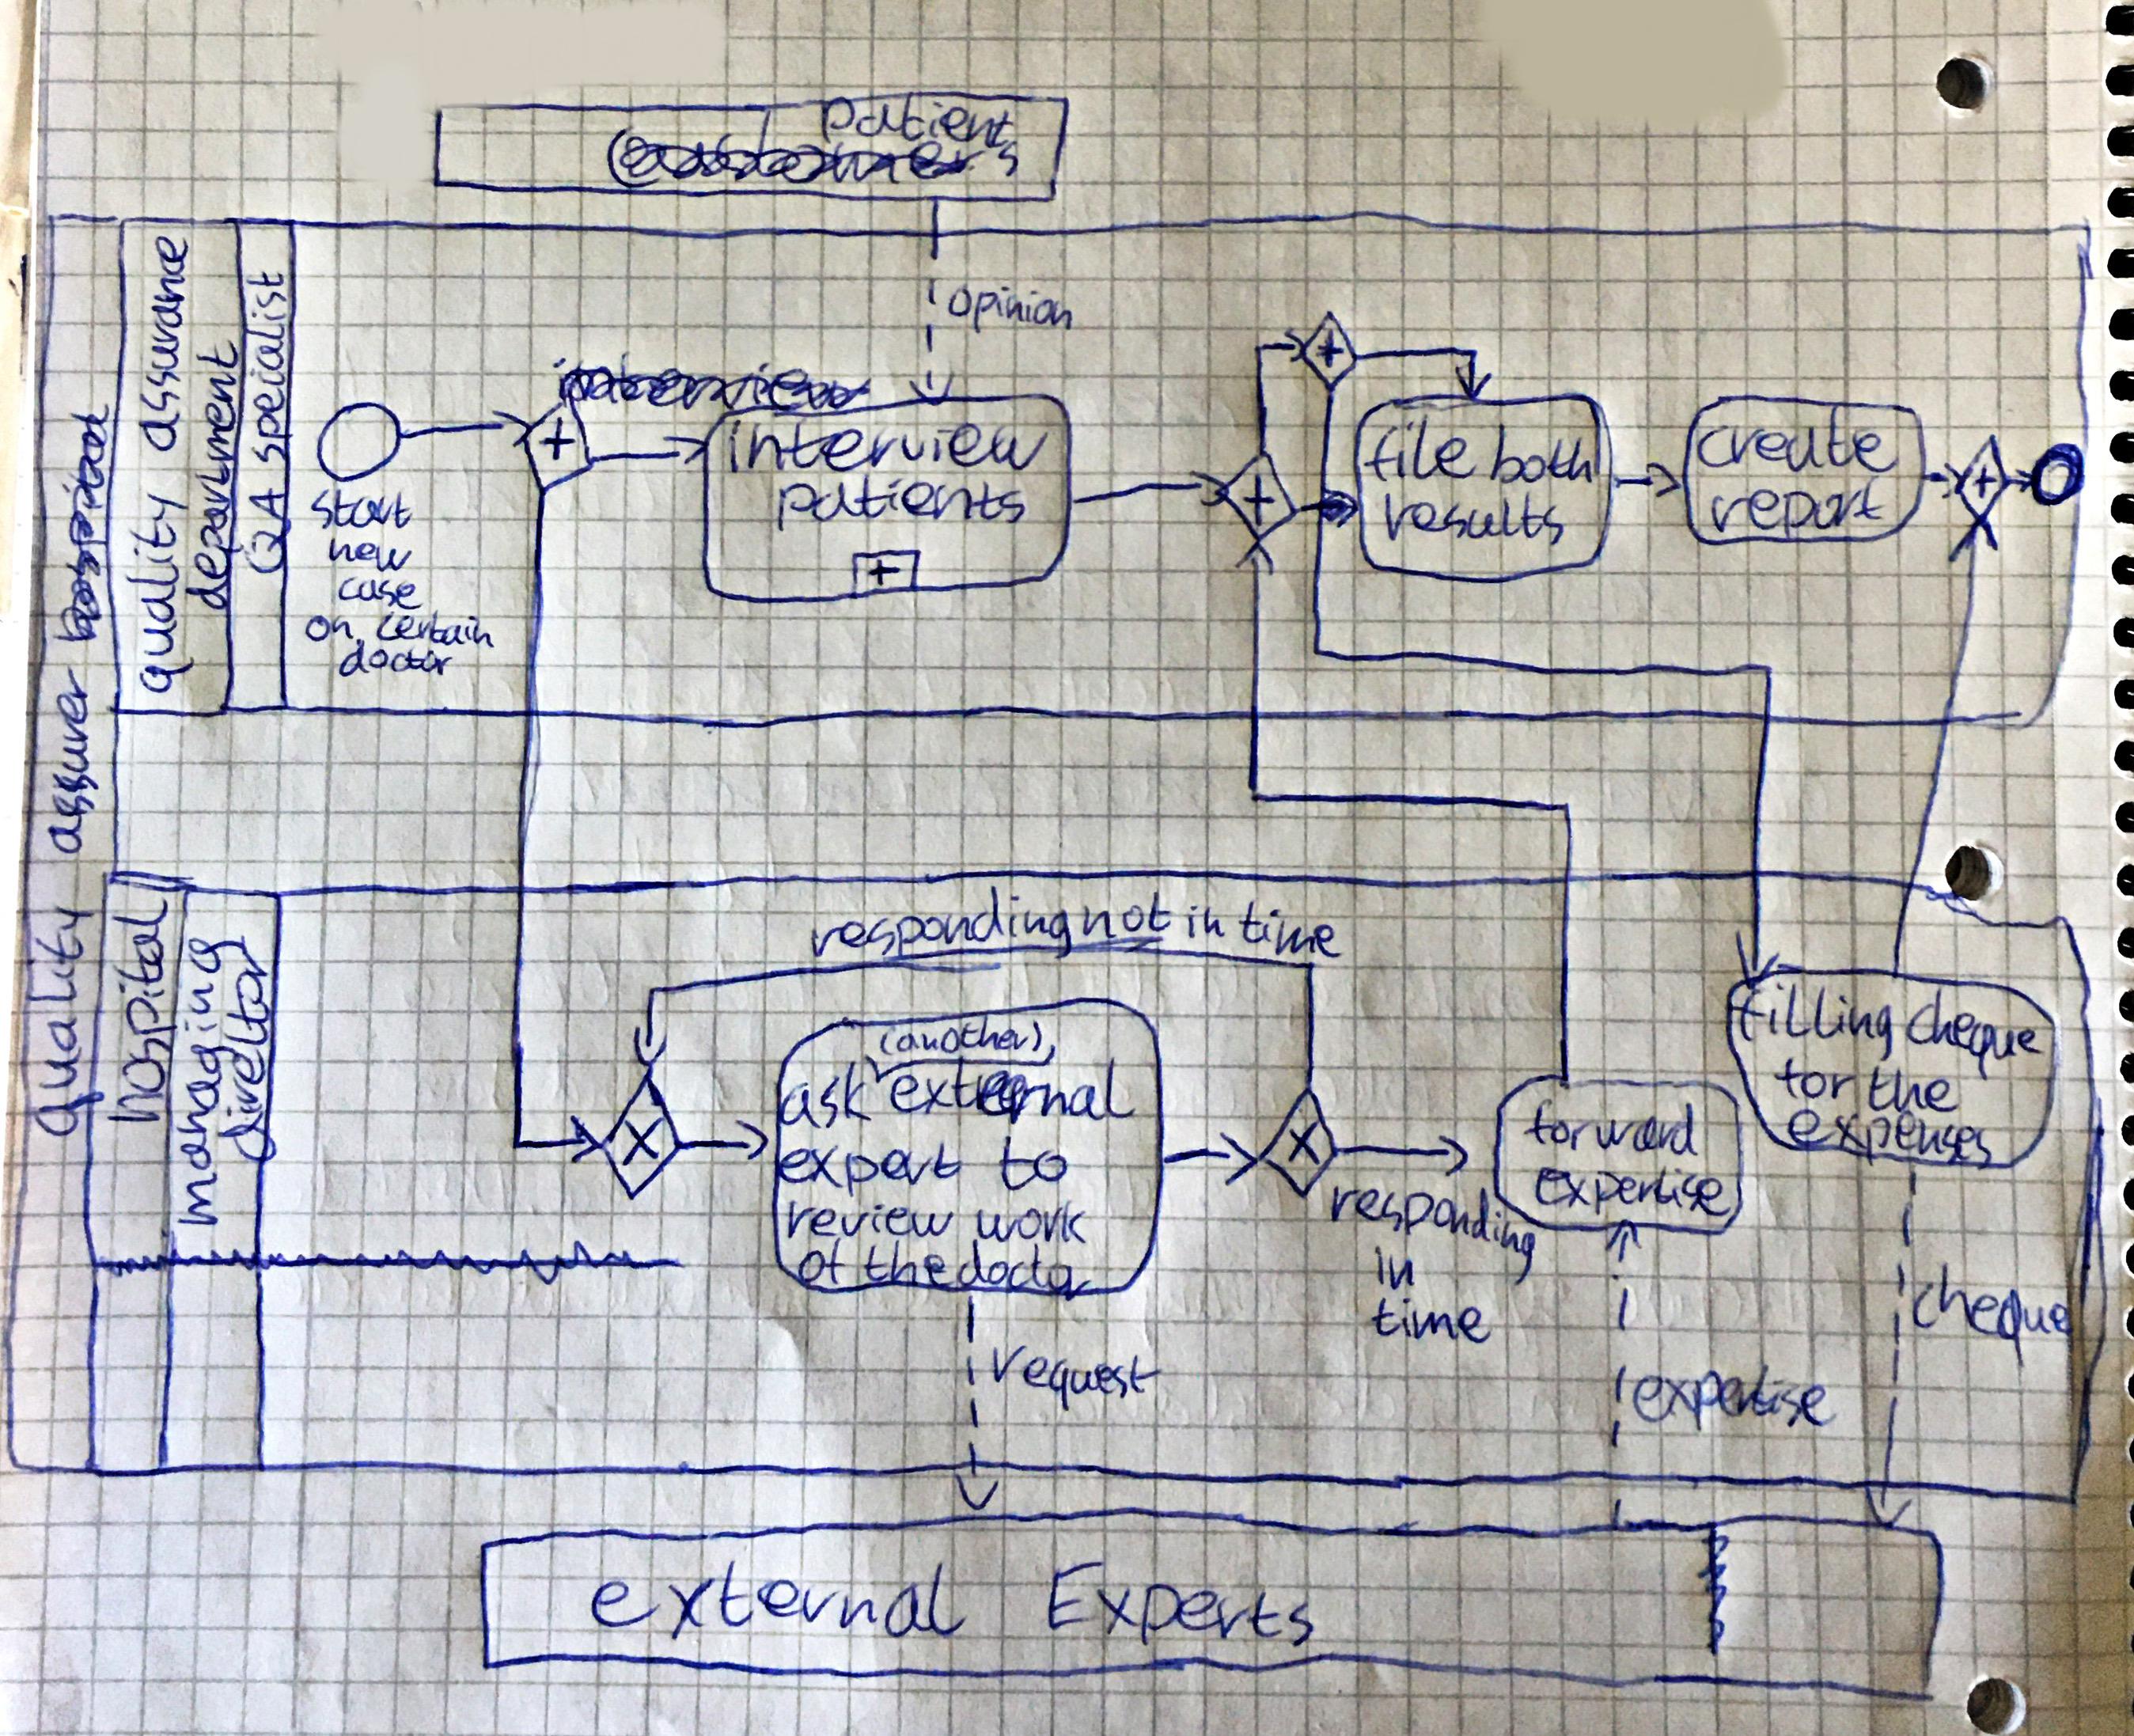 patient
opinion
Quality assurer
quality assurance
department
QA specialist
start
new
case
on certain
doctor
interview
patients
+
+
+
+
file both
results
create
report
+
+
hospital
managing
director
responding not in time
X
(another)
ask external
expert to
review work
of the doctor
X
responding
in
time
forward
expertise
filling cheque
for the
expenses
request
expertise
cheque
external Experts